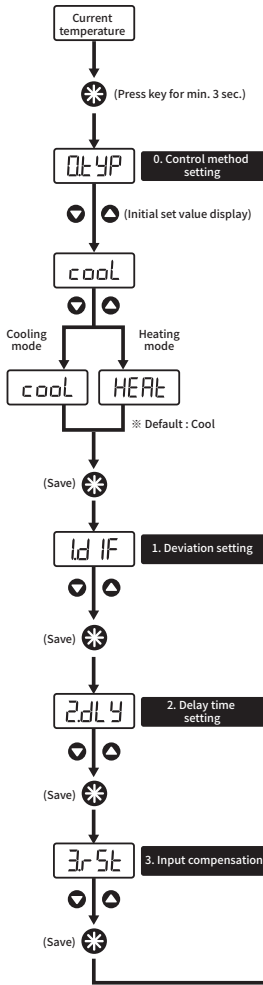 Current
temperature
(Press key for min. 3 sec.)
0.tYP
0. Control method
setting
(Initial set value display)
cooL
Cooling
mode
Heating
mode
cooL
HEAt
※ Default : Cool
(Save)
1.dIF
1. Deviation setting
(Save)
2.dLY
2. Delay time
setting
(Save)
3.rSt
3. Input compensation
(Save)